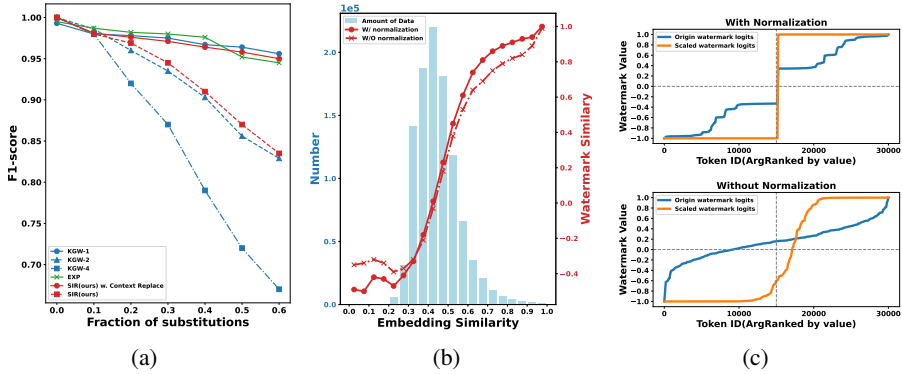 1.00
0.95
0.90
0.85
0.80
0.75
0.70
F1-score
KGW-1
KGW-2
KGW-4
EXP
SIR(ours) w. Context Replace
SIR(ours)
0.0 0.1 0.2 0.3 0.4 0.5 0.6
Fraction of substitutions
(a)
Amount of Data
W/ normalization
W/O normalization
2.0e5
1.5e5
1.0e5
0.5e5
0.0e5
Number
1.0
0.8
0.6
0.4
0.2
0.0
−0.2
−0.4
Watermark Similary
0.0 0.1 0.2 0.3 0.4 0.5 0.6 0.7 0.8 0.9 1.0
Embedding Similarity
(b)
With Normalization
Origin watermark logits
Scaled watermark logits
1.0
0.8
0.6
0.4
0.2
0.0
−0.2
−0.4
−0.6
−0.8
−1.0
Watermark Value
0 10000 20000 30000
Token ID(ArgRanked by value)
Without Normalization
Origin watermark logits
Scaled watermark logits
1.0
0.8
0.6
0.4
0.2
0.0
−0.2
−0.4
−0.6
−0.8
−1.0
Watermark Value
0 10000 20000 30000
Token ID(ArgRanked by value)
(c)